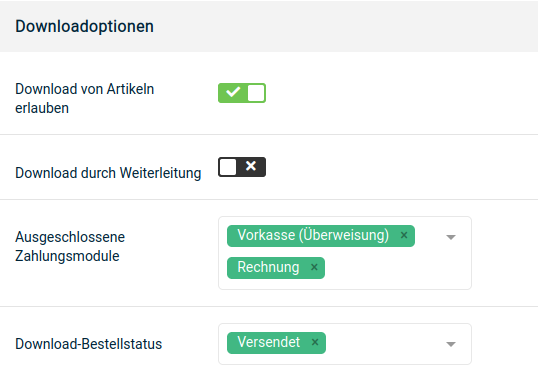 Downloadoptionen
Download von Artikeln
erlauben
Download durch Weiterleitung
Ausgeschlossene
Zahlungsmodule
Vorkasse (Überweisung) ×
Rechnung ×
Download-Bestellstatus
Versendet ×